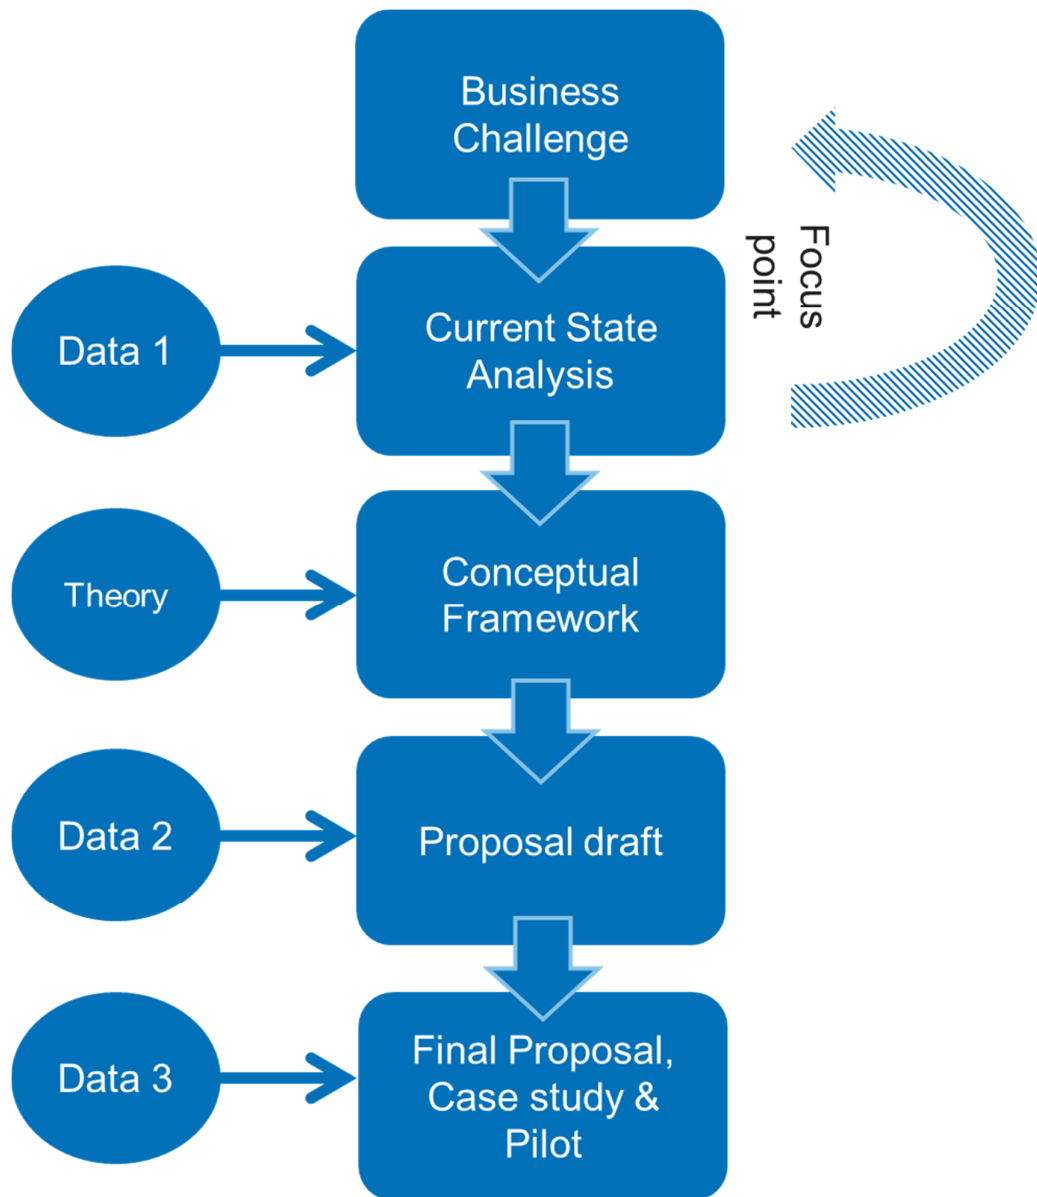 Business
Challenge
Focus
point
Data 1
Current State
Analysis
Theory
Conceptual
Framework
Data 2
Proposal draft
Data 3
Final Proposal,
Case study &
Pilot